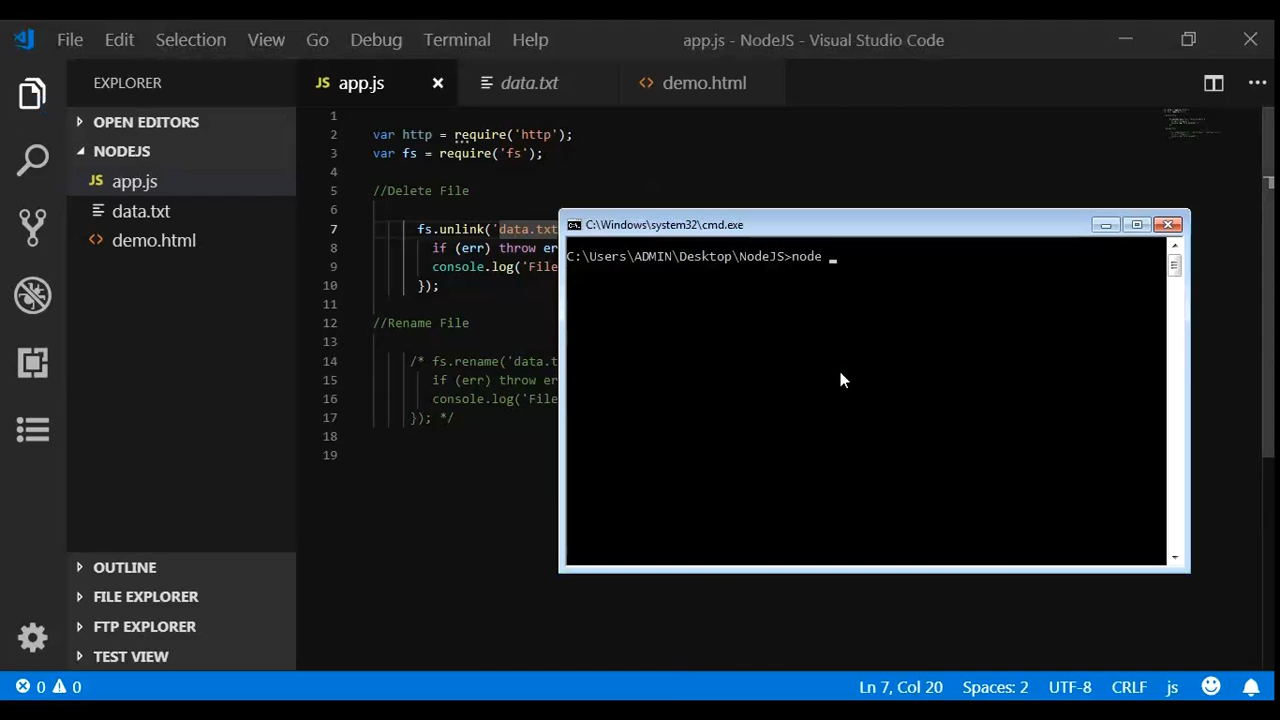 File Edit Selection View Go Debug Terminal Help app.js - NodeJS - Visual Studio Code
EXPLORER
JS app.js data.txt <> demo.html
OPEN EDITORS
NODEJS
JS app.js
data.txt
<> demo.html
1
2 var http = require('http');
3 var fs = require('fs');
4
5 //Delete File
6
7 fs.unlink('data.txt
8 if (err) throw er
9 console.log('File
10 });
11
12 //Rename File
13
14 /* fs.rename('data.t
15 if (err) throw er
16 console.log('File
17 }); */
18
19
C:\Windows\system32\cmd.exe
C:\Users\ADMIN\Desktop\NodeJS>node _
OUTLINE
FILE EXPLORER
FTP EXPLORER
TEST VIEW
0 0 Ln 7, Col 20 Spaces: 2 UTF-8 CRLF js